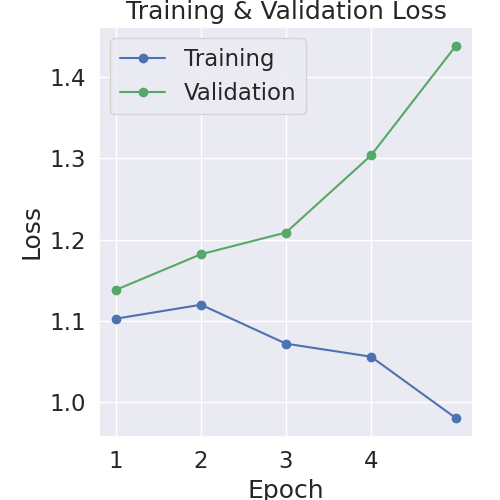 Training & Validation Loss
Training
Validation
Loss
1.4
1.3
1.2
1.1
1.0
1 2 3 4
Epoch